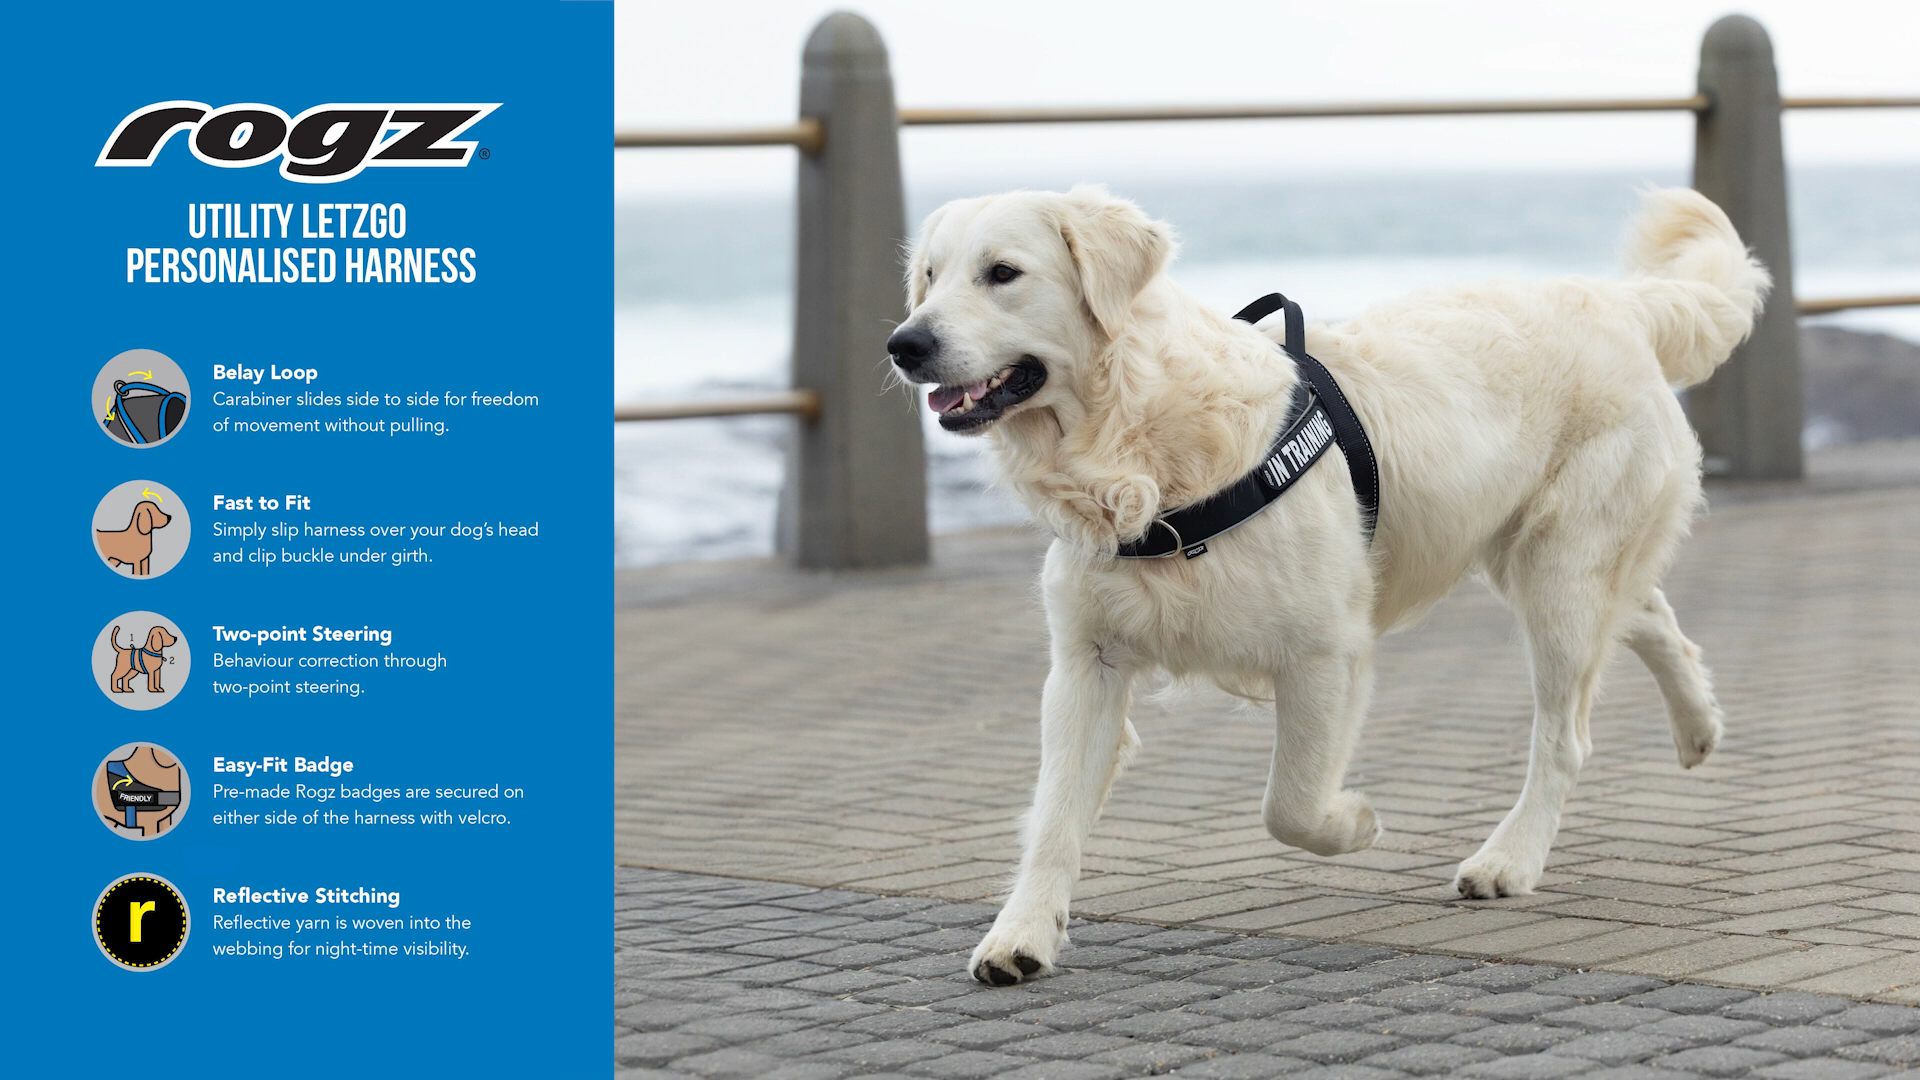 rogz®
UTILITY LETZGO
PERSONALISED HARNESS
Belay Loop
Carabiner slides side to side for freedom
of movement without pulling.
Fast to Fit
Simply slip harness over your dog's head
and clip buckle under girth.
1
2
Two-point Steering
Behaviour correction through
two-point steering.
FRIENDLY
Easy-Fit Badge
Pre-made Rogz badges are secured on
either side of the harness with velcro.
r
Reflective Stitching
Reflective yarn is woven into the
webbing for night-time visibility.
IN TRAINING